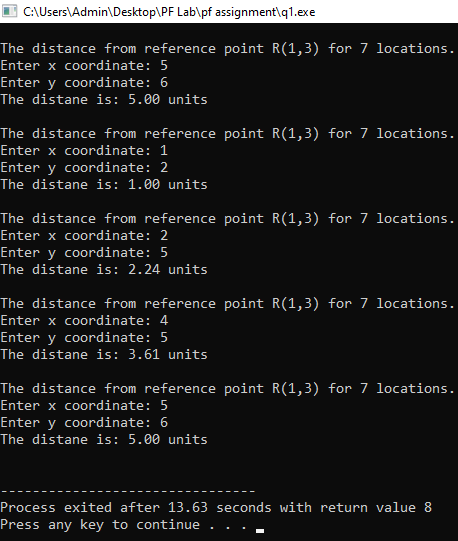 C:\Users\Admin\Desktop\PF Lab\pf assignment\q1.exe
The distance from reference point R(1,3) for 7 locations.
Enter x coordinate: 5
Enter y coordinate: 6
The distane is: 5.00 units
The distance from reference point R(1,3) for 7 locations.
Enter x coordinate: 1
Enter y coordinate: 2
The distane is: 1.00 units
The distance from reference point R(1,3) for 7 locations.
Enter x coordinate: 2
Enter y coordinate: 5
The distane is: 2.24 units
The distance from reference point R(1,3) for 7 locations.
Enter x coordinate: 4
Enter y coordinate: 5
The distane is: 3.61 units
The distance from reference point R(1,3) for 7 locations.
Enter x coordinate: 5
Enter y coordinate: 6
The distane is: 5.00 units
--------------------------------
Process exited after 13.63 seconds with return value 8
Press any key to continue . . .